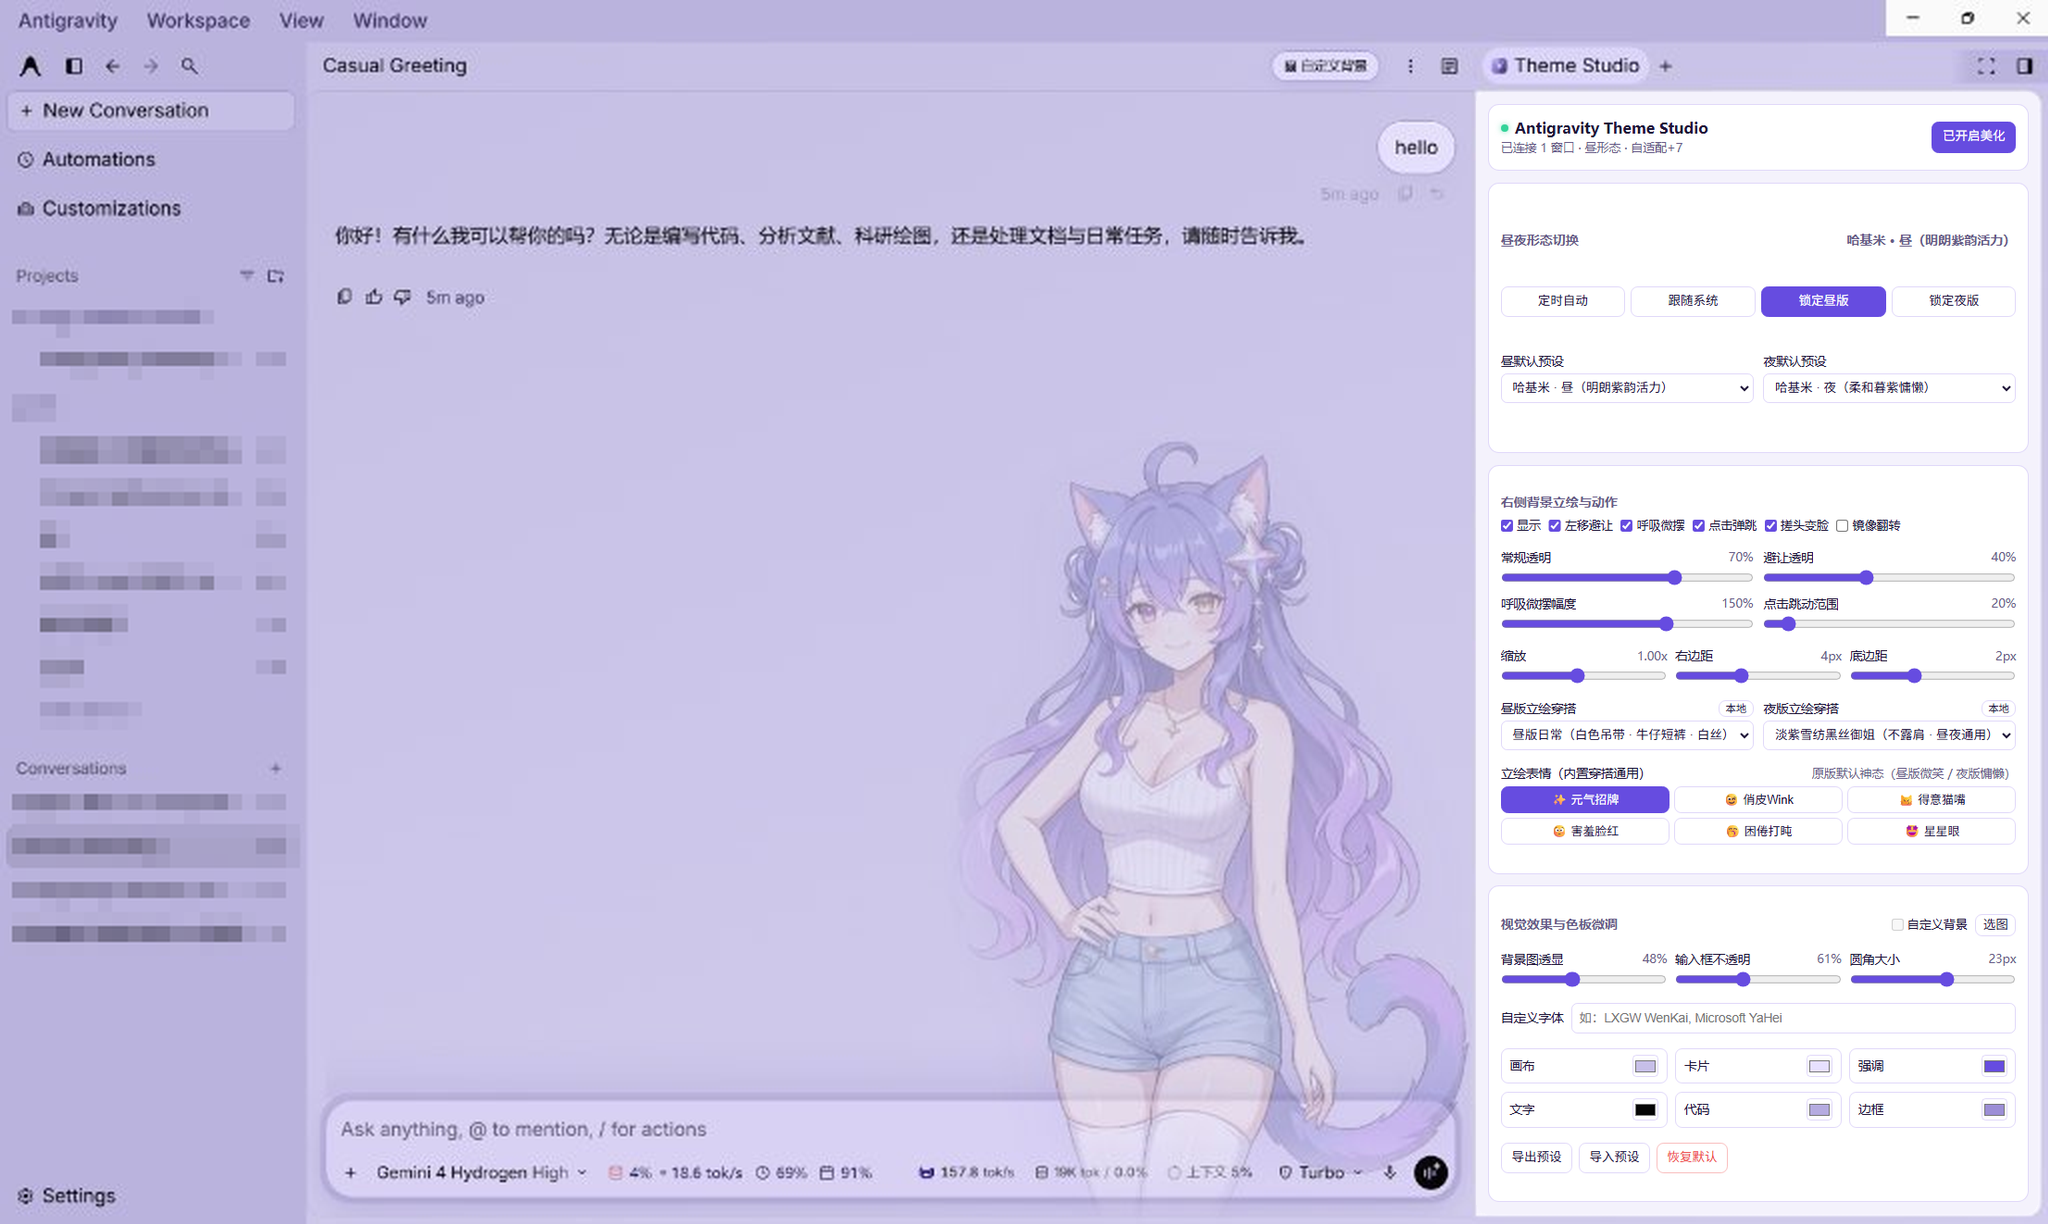 Antigravity Workspace View Window
Casual Greeting
自定义背景
Theme Studio
New Conversation
Automations
Customizations
Projects
Conversations
Settings
hello
5m ago
你好！有什么我可以帮你的吗？无论是编写代码、分析文献、科研绘图，还是处理文档与日常任务，请随时告诉我。
5m ago
Ask anything, @ to mention, / for actions
Gemini 4 Hydrogen High 4% ≈ 18.6 tok/s 69% 91% 157.8 tok/s 19K tok / 0.0% 上下文 5% Turbo
Antigravity Theme Studio
已连接 1 窗口 · 昼形态 · 自适配+7
已开启美化
昼夜形态切换 哈基米 • 昼（明朗紫韵活力）
定时自动 跟随系统 锁定昼版 锁定夜版
昼默认预设 夜默认预设
哈基米 · 昼（明朗紫韵活力） 哈基米 · 夜（柔和暮紫慵懒）
右侧背景立绘与动作
显示 左移避让 呼吸微摆 点击弹跳 搓头变脸 镜像翻转
常规透明 70% 避让透明 40%
呼吸微摆幅度 150% 点击跳动范围 20%
缩放 1.00x 右边距 4px 底边距 2px
昼版立绘穿搭 本地 夜版立绘穿搭 本地
昼版日常（白色吊带 · 牛仔短裤 · 白丝） 淡紫雪纺黑丝御姐（不露肩 · 昼夜通用）
立绘表情（内置穿搭通用） 原版默认神态（昼版微笑 / 夜版慵懒）
元气招牌 俏皮Wink 得意猫嘴
害羞脸红 困倦打盹 星星眼
视觉效果与色板微调 自定义背景 选图
背景图透显 48% 输入框不透明 61% 圆角大小 23px
自定义字体 如：LXGW WenKai, Microsoft YaHei
画布 卡片 强调
文字 代码 边框
导出预设 导入预设 恢复默认